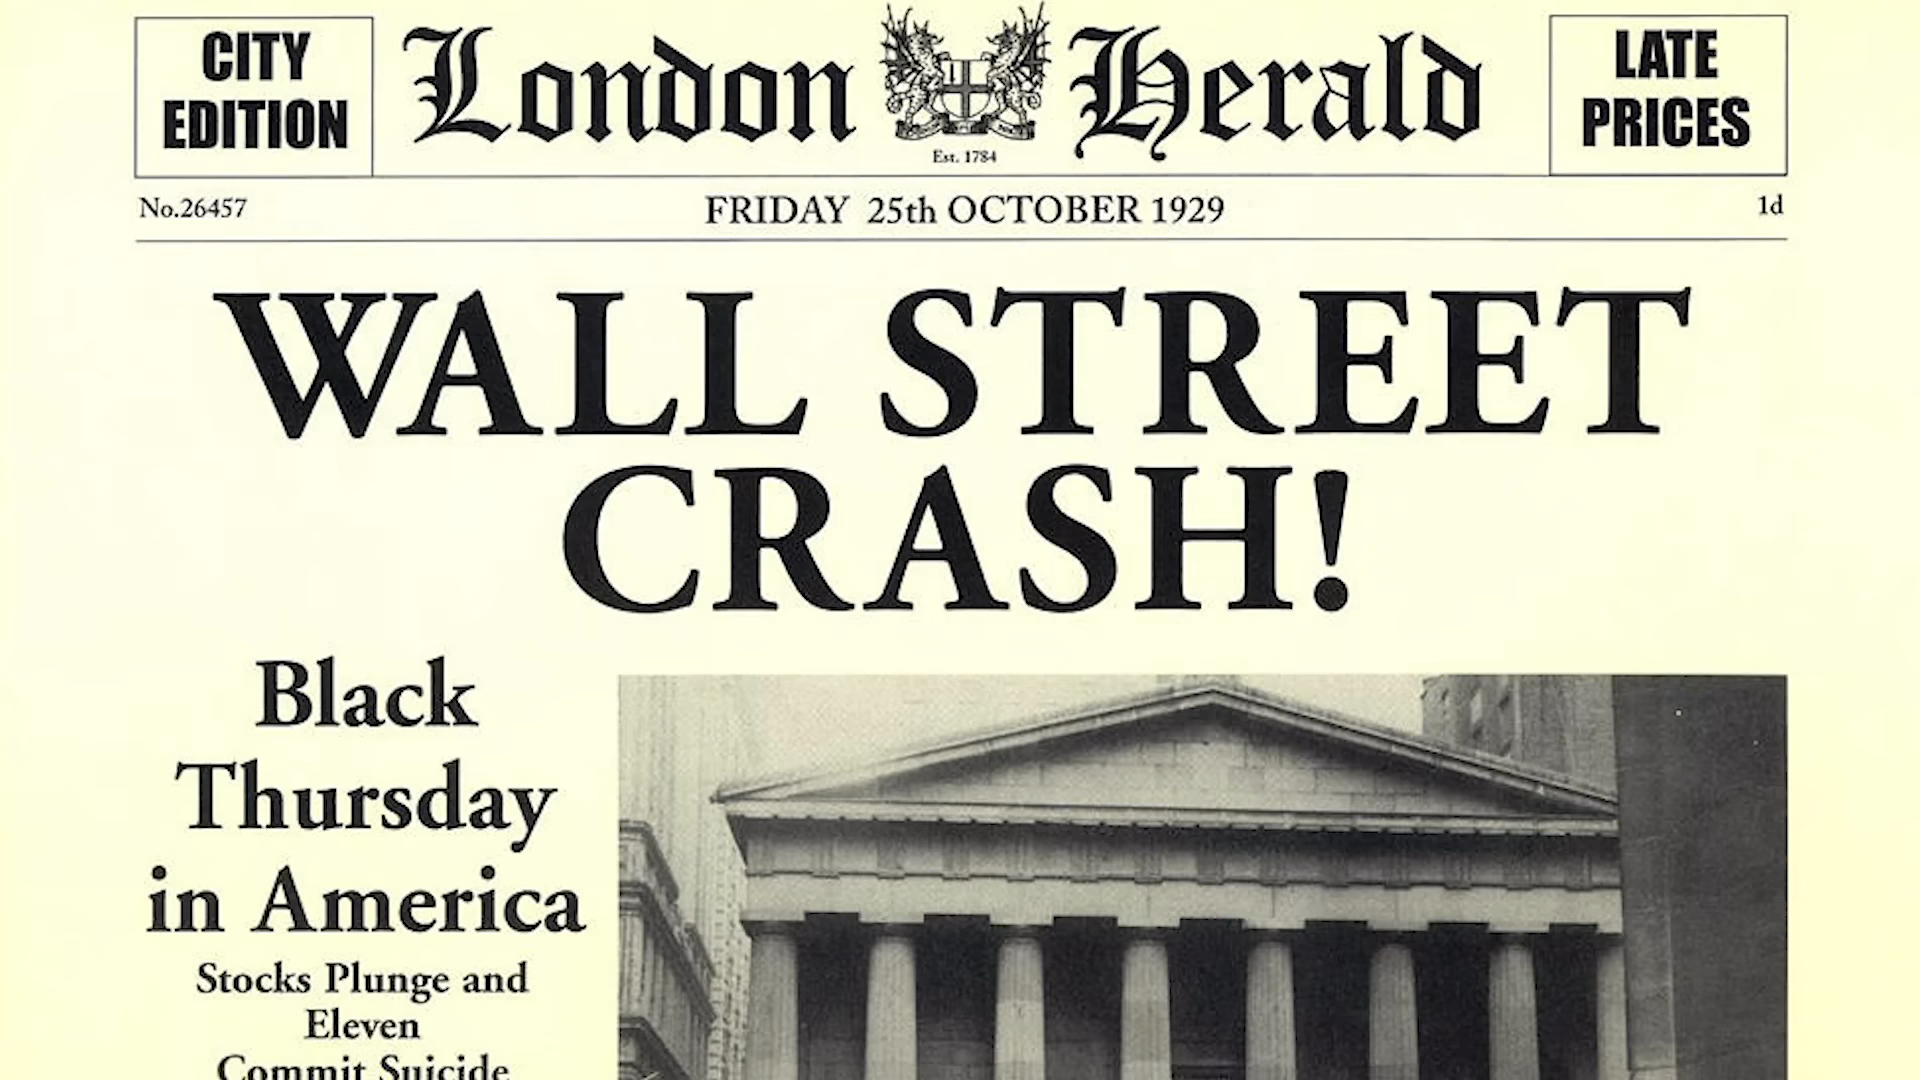 CITY
EDITION
London Herald
Est. 1784
LATE
PRICES
No.26457
FRIDAY 25th OCTOBER 1929
1d
WALL STREET
CRASH!
Black
Thursday
in America
Stocks Plunge and
Eleven
Commit Suicide